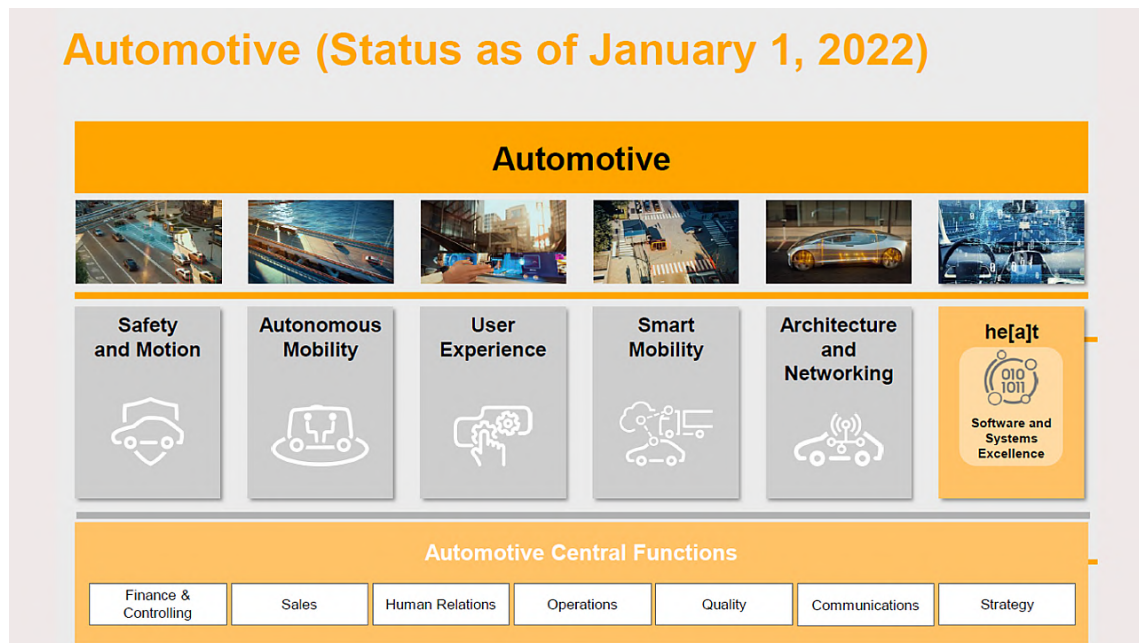 Automotive (Status as of January 1, 2022)
Automotive
Safety
and Motion
Autonomous
Mobility
User
Experience
Smart
Mobility
Architecture
and
Networking
he[a]t
010
1011
Software and
Systems
Excellence
Automotive Central Functions
Finance &
Controlling
Sales
Human Relations
Operations
Quality
Communications
Strategy